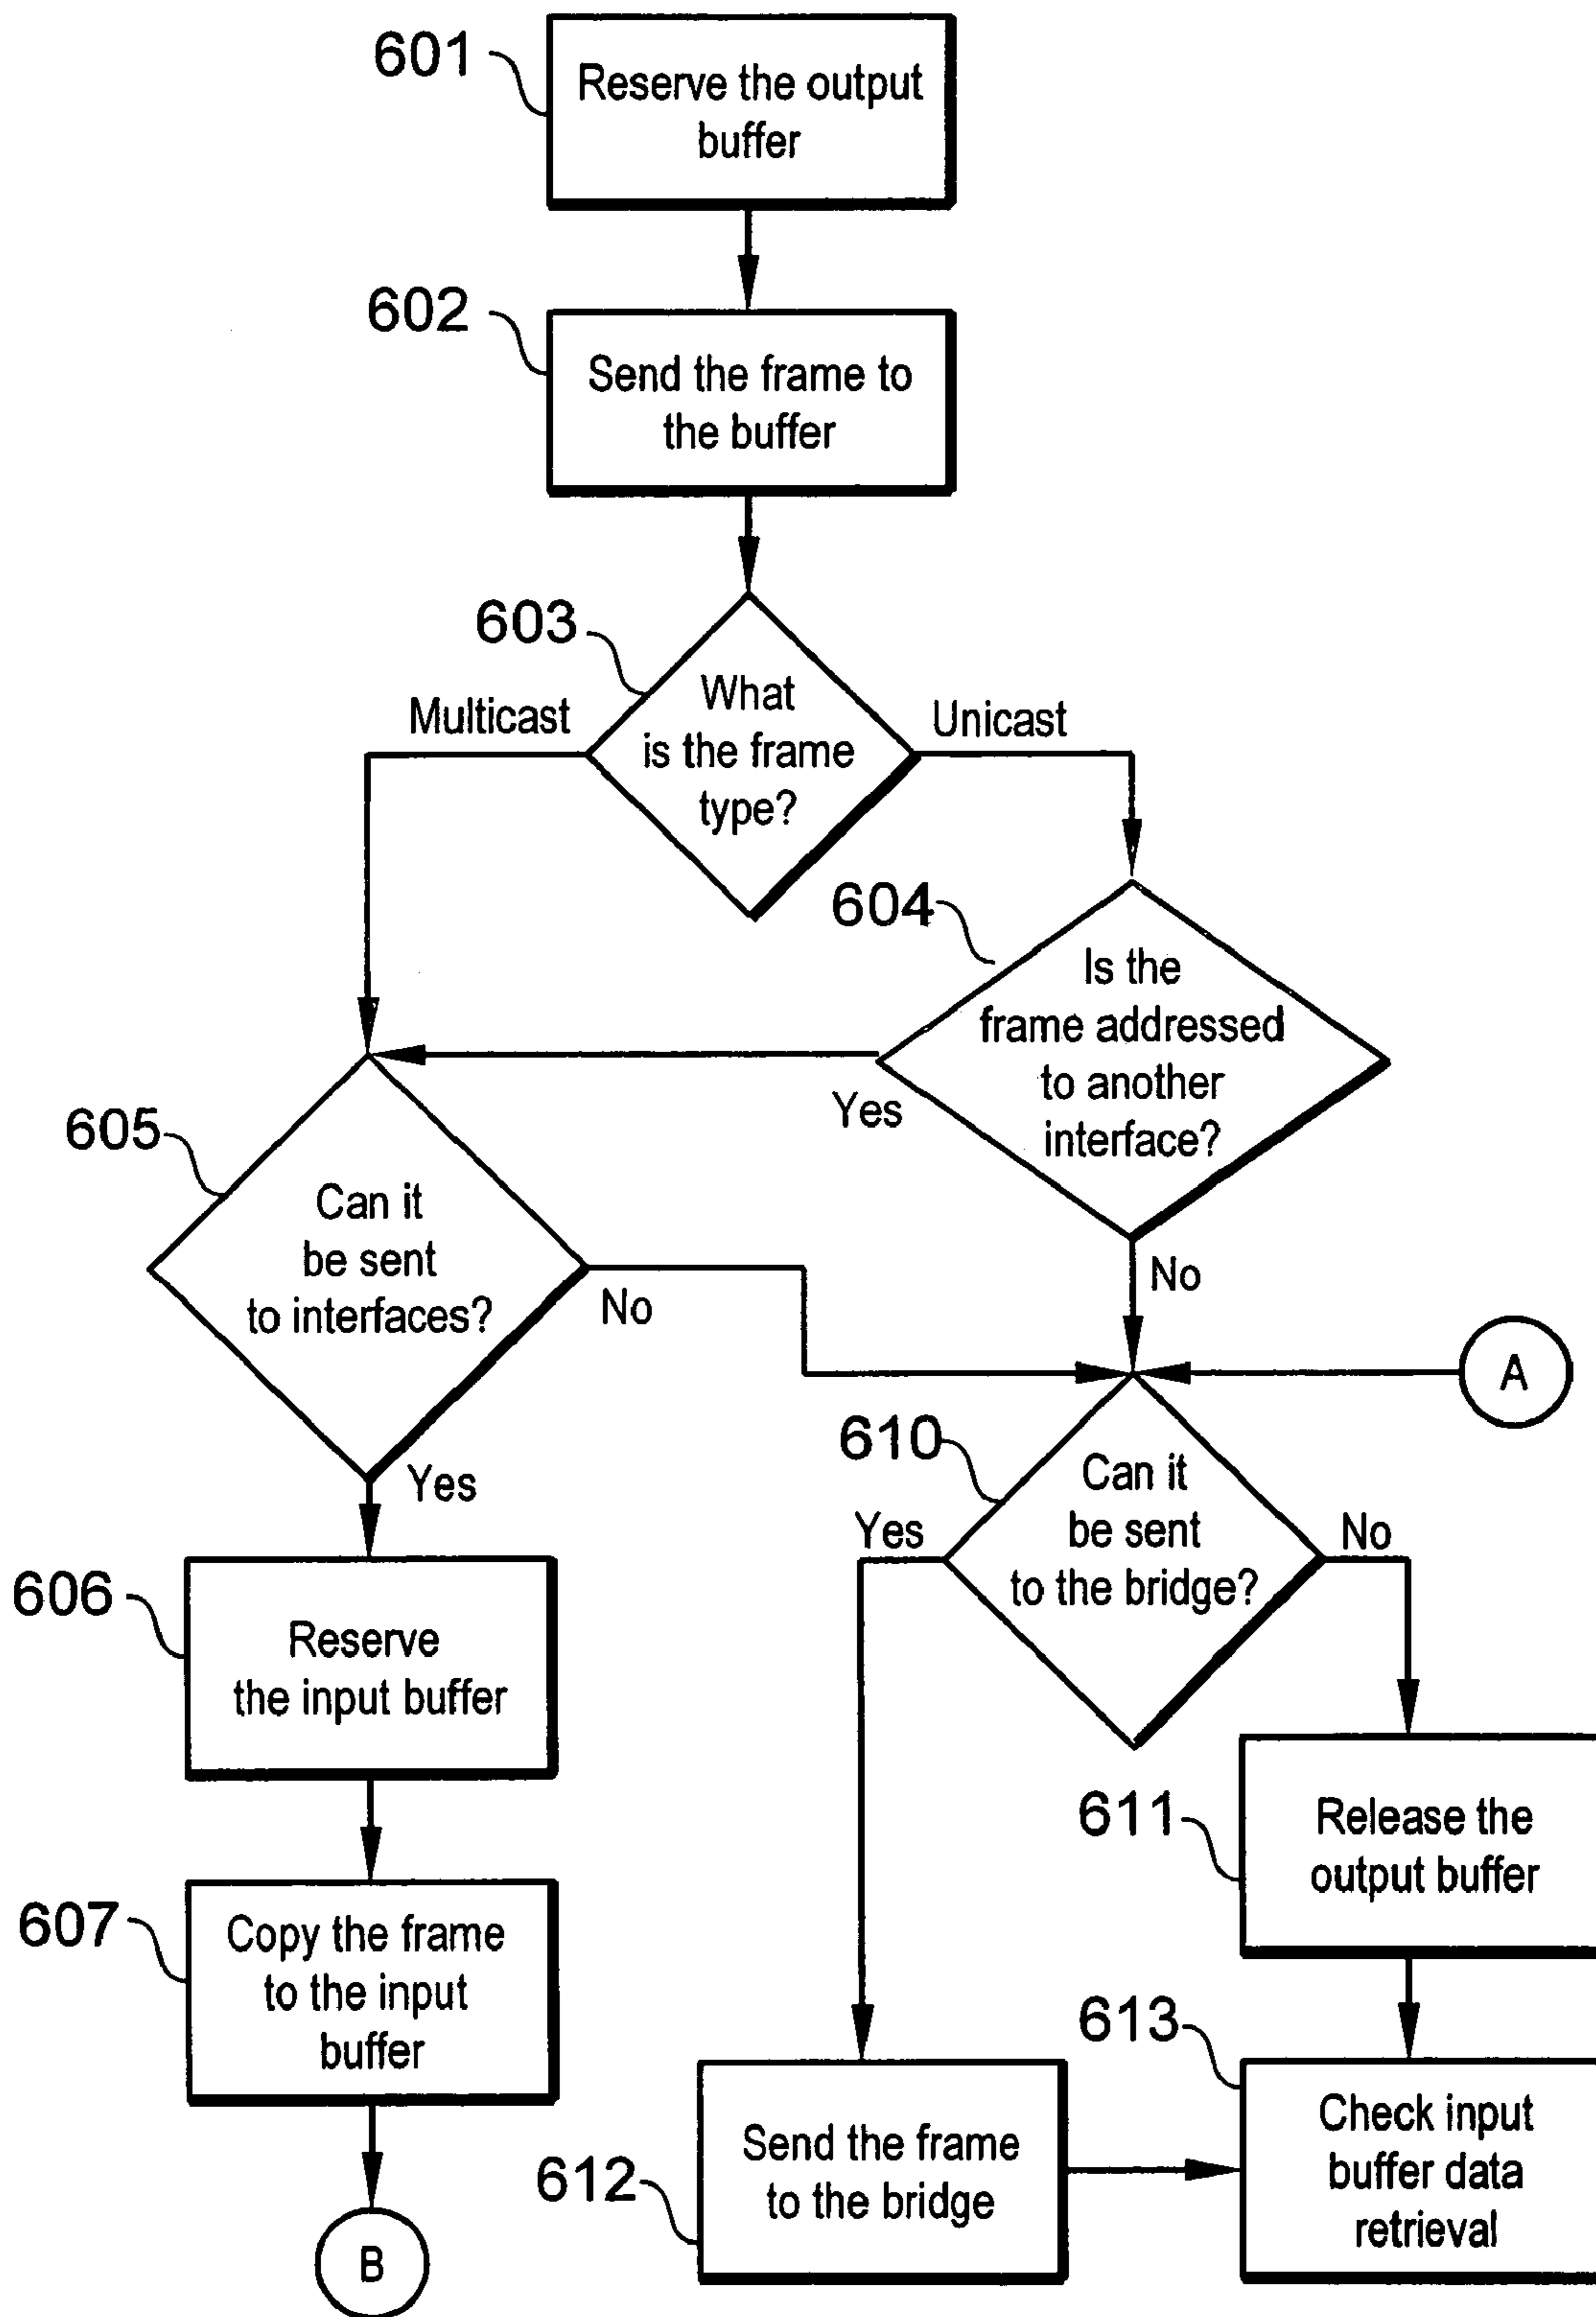 601
Reserve the output
buffer
602
Send the frame to
the buffer
603
What
is the frame
type?
Multicast
Unicast
604
Is the
frame addressed
to another
interface?
Yes
No
605
Can it
be sent
to interfaces?
No
Yes
A
610
Can it
be sent
to the bridge?
Yes
No
606
Reserve
the input buffer
611
Release the
output buffer
607
Copy the frame
to the input
buffer
613
Check input
buffer data
retrieval
612
Send the frame
to the bridge
B